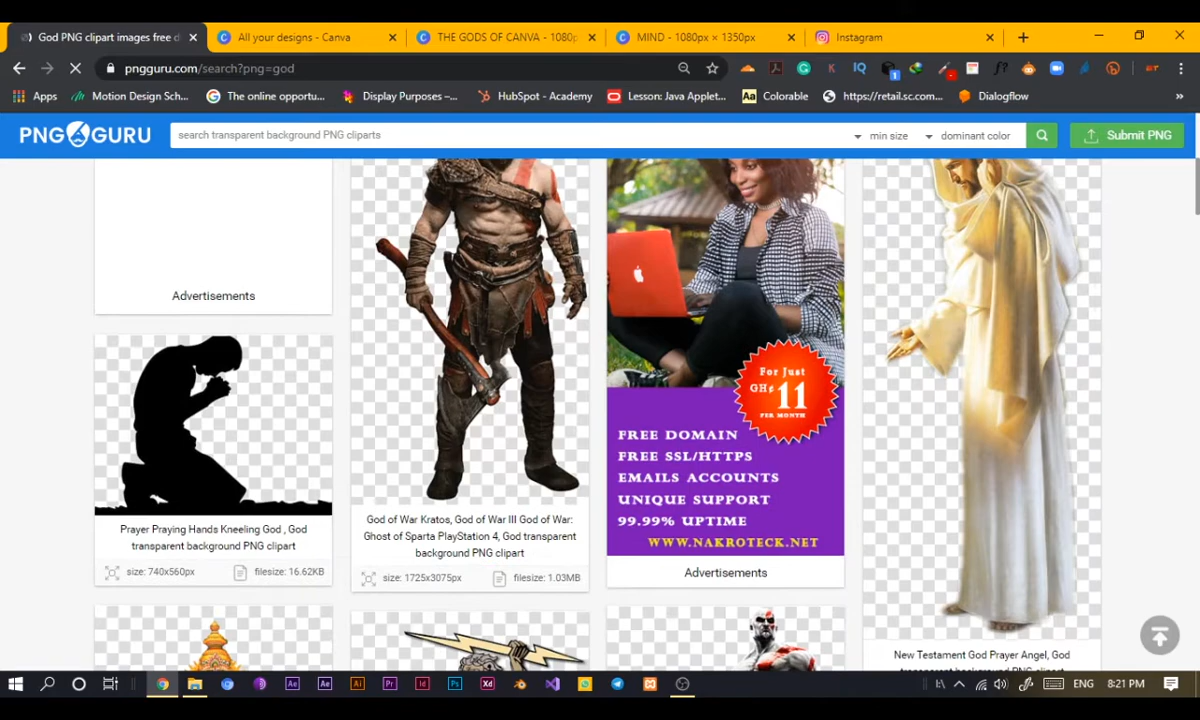 God PNG clipart images free d
All your designs - Canva
THE GODS OF CANVA - 1080p
MIND - 1080px × 1350px
Instagram
pngguru.com/search?png=god
Apps
Motion Design Sch...
The online opportu...
Display Purposes –...
HubSpot - Academy
Lesson: Java Applet...
Aa Colorable
https://retail.sc.com...
Dialogflow
»
PNG GURU
search transparent background PNG cliparts
min size
dominant color
Submit PNG
Advertisements
Prayer Praying Hands Kneeling God , God
transparent background PNG clipart
size: 740x560px
filesize: 16.62KB
God of War Kratos, God of War III God of War:
Ghost of Sparta PlayStation 4, God transparent
background PNG clipart
size: 1725x3075px
filesize: 1.03MB
For Just
GH¢ 11
PER MONTH
FREE DOMAIN
FREE SSL/HTTPS
EMAILS ACCOUNTS
UNIQUE SUPPORT
99.99% UPTIME
WWW.NAKROTECK.NET
Advertisements
New Testament God Prayer Angel, God
transparent background PNG clipart
ENG
8:21 PM